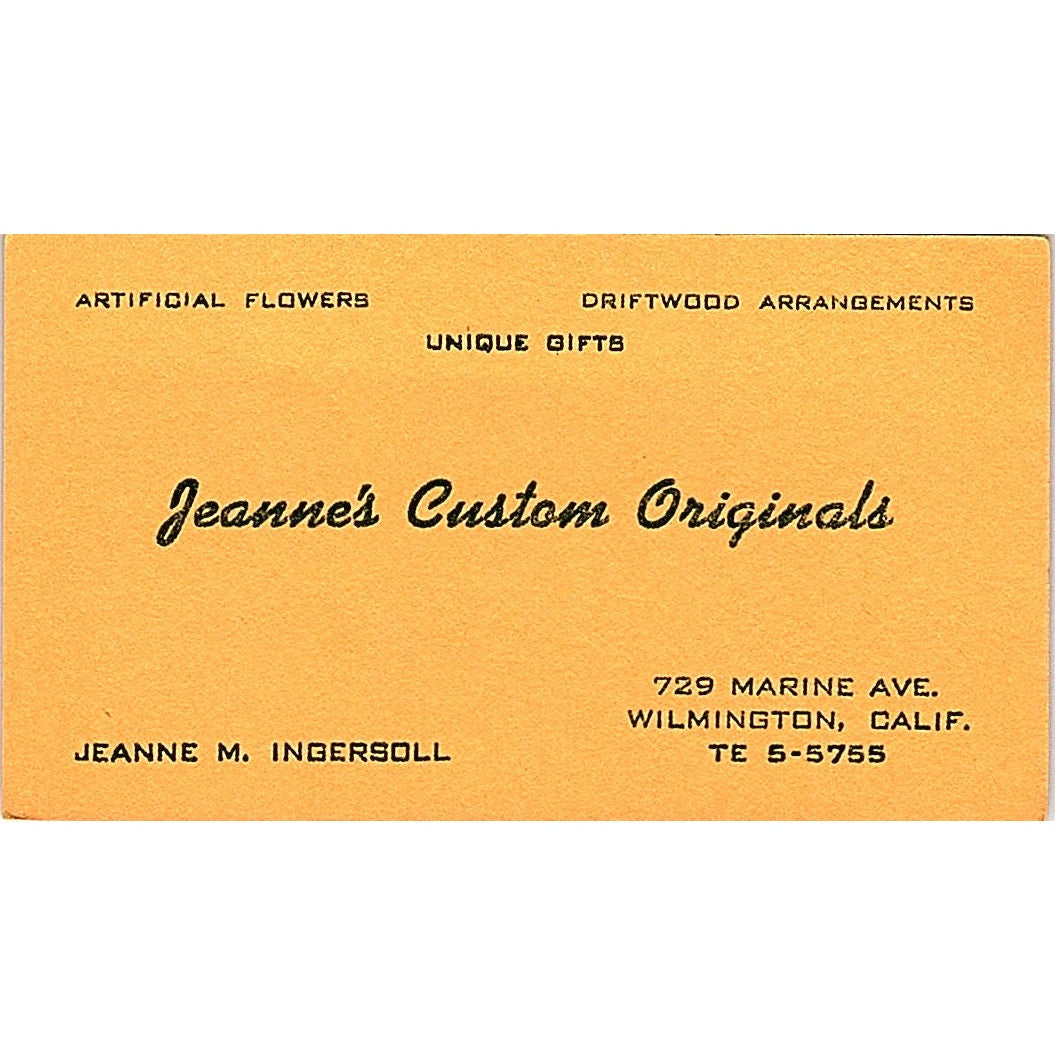 ARTIFICIAL FLOWERS DRIFTWOOD ARRANGEMENTS
UNIQUE GIFTS
Jeanne's Custom Originals
729 MARINE AVE.
WILMINGTON, CALIF.
JEANNE M. INGERSOLL TE 5-5755